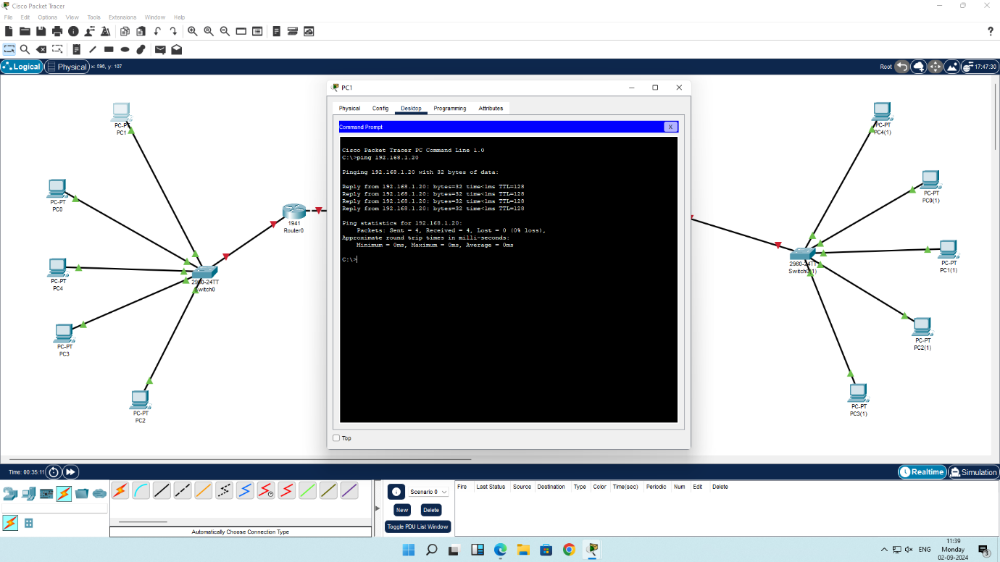 Cisco Packet Tracer
File Edit Options View Tools Extensions Window Help
?
Logical Physical x: 596, y: 107
Root 17:47:30
PC1
Physical Config Desktop Programming Attributes
Command Prompt X
Cisco Packet Tracer PC Command Line 1.0
C:\>ping 192.168.1.20
Pinging 192.168.1.20 with 32 bytes of data:
Reply from 192.168.1.20: bytes=32 time<1ms TTL=128
Reply from 192.168.1.20: bytes=32 time<1ms TTL=128
Reply from 192.168.1.20: bytes=32 time<1ms TTL=128
Reply from 192.168.1.20: bytes=32 time<1ms TTL=128
Ping statistics for 192.168.1.20:
Packets: Sent = 4, Received = 4, Lost = 0 (0% loss),
Approximate round trip times in milli-seconds:
Minimum = 0ms, Maximum = 0ms, Average = 0ms
C:\>
Top
PC-PT
PC1
PC-PT
PC0
PC-PT
PC4
PC-PT
PC3
PC-PT
PC2
2960-24TT
Switch0
1941
Router0
PC-PT
PC4(1)
PC-PT
PC0(1)
PC-PT
PC1(1)
2960-24TT
Switch0(1)
PC-PT
PC2(1)
PC-PT
PC3(1)
Time: 00:35:11
Realtime Simulation
Automatically Choose Connection Type
Scenario 0
New Delete
Toggle PDU List Window
Fire Last Status Source Destination Type Color Time(sec) Periodic Num Edit Delete
ENG
11:39
Monday
02-09-2024
3